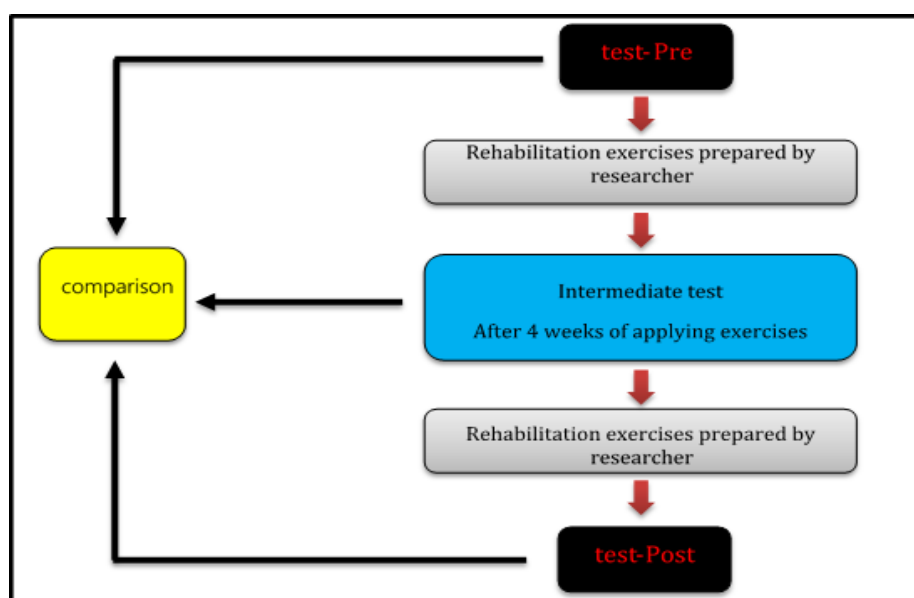 test-Pre
Rehabilitation exercises prepared by
researcher
comparison
Intermediate test
After 4 weeks of applying exercises
Rehabilitation exercises prepared by
researcher
test-Post